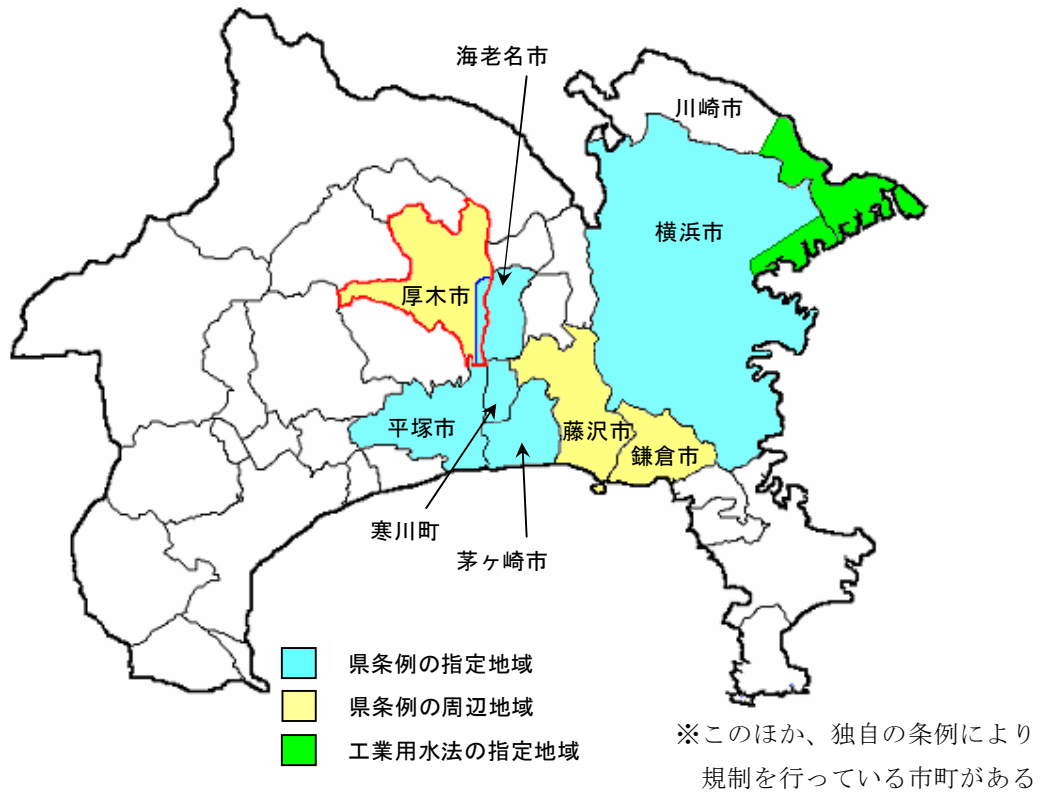 海老名市
川崎市
横浜市
厚木市
平塚市
藤沢市
鎌倉市
寒川町
茅ヶ崎市
県条例の指定地域
県条例の周辺地域
工業用水法の指定地域
※このほか、独自の条例により
規制を行っている市町がある